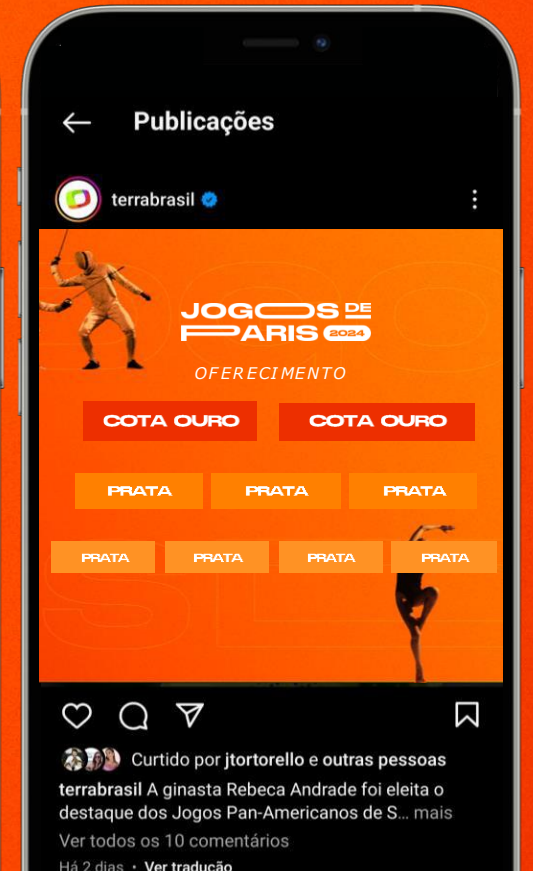 Publicações
terrabrasil
JOGOS DE
PARIS 2024
OFERECIMENTO
COTA OURO COTA OURO
PRATA PRATA PRATA
PRATA PRATA PRATA PRATA
Curtido por jtortorello e outras pessoas
terrabrasil A ginasta Rebeca Andrade foi eleita o
destaque dos Jogos Pan-Americanos de S... mais
Ver todos os 10 comentários
Há 2 dias • Ver tradução